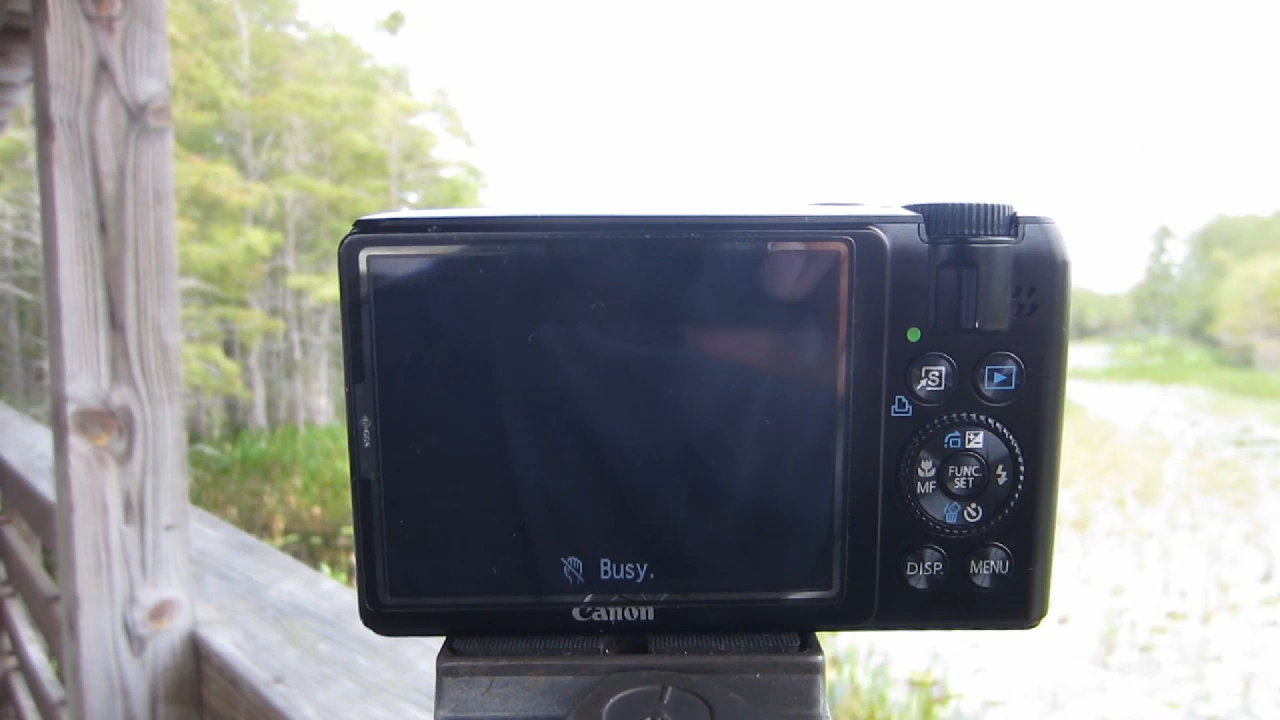 S
MF
FUNC.
SET
DISP.
MENU
Busy.
Canon